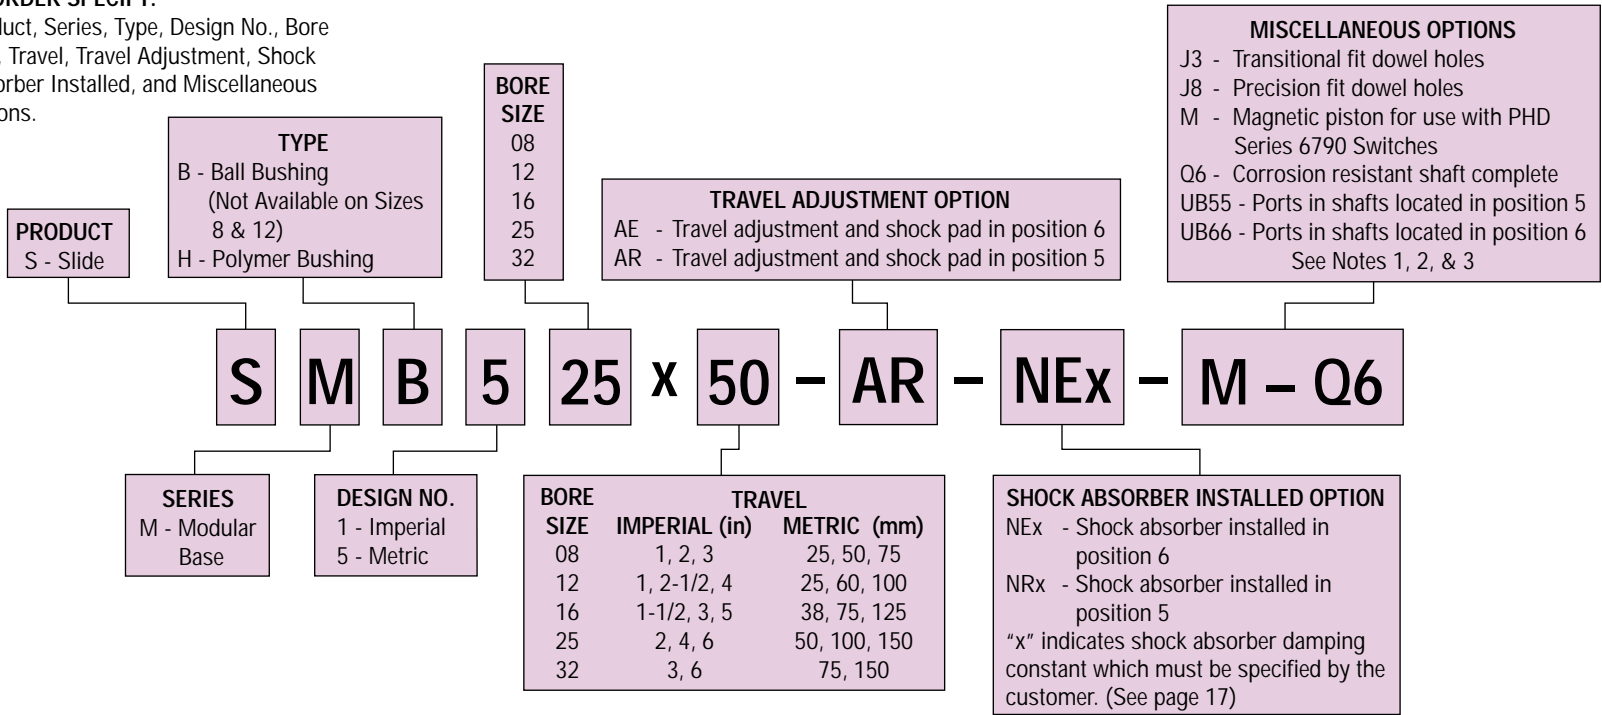 ORDER SPECIFY:
Series, Type, Design No., Bore
Travel, Travel Adjustment, Shock
Installed, and Miscellaneous
PRODUCT
S - Slide
TYPE
B - Ball Bushing
(Not Available on Sizes
8 & 12)
H - Polymer Bushing
BORE
SIZE
08
12
16
25
32
TRAVEL ADJUSTMENT OPTION
AE - Travel adjustment and shock pad in position 6
AR - Travel adjustment and shock pad in position 5
MISCELLANEOUS OPTIONS
J3 - Transitional fit dowel holes
J8 - Precision fit dowel holes
M - Magnetic piston for use with PHD
Series 6790 Switches
Q6 - Corrosion resistant shaft complete
UB55 - Ports in shafts located in position 5
UB66 - Ports in shafts located in position 6
See Notes 1, 2, & 3
S M B 5 25 x 50 – AR – NEx – M – Q6
SERIES
M - Modular
Base
DESIGN NO.
1 - Imperial
5 - Metric
BORE TRAVEL
SIZE IMPERIAL (in) METRIC (mm)
08 1, 2, 3 25, 50, 75
12 1, 2-1/2, 4 25, 60, 100
16 1-1/2, 3, 5 38, 75, 125
25 2, 4, 6 50, 100, 150
32 3, 6 75, 150
SHOCK ABSORBER INSTALLED OPTION
NEx - Shock absorber installed in
position 6
NRx - Shock absorber installed in
position 5
“x” indicates shock absorber damping
constant which must be specified by the
customer. (See page 17)